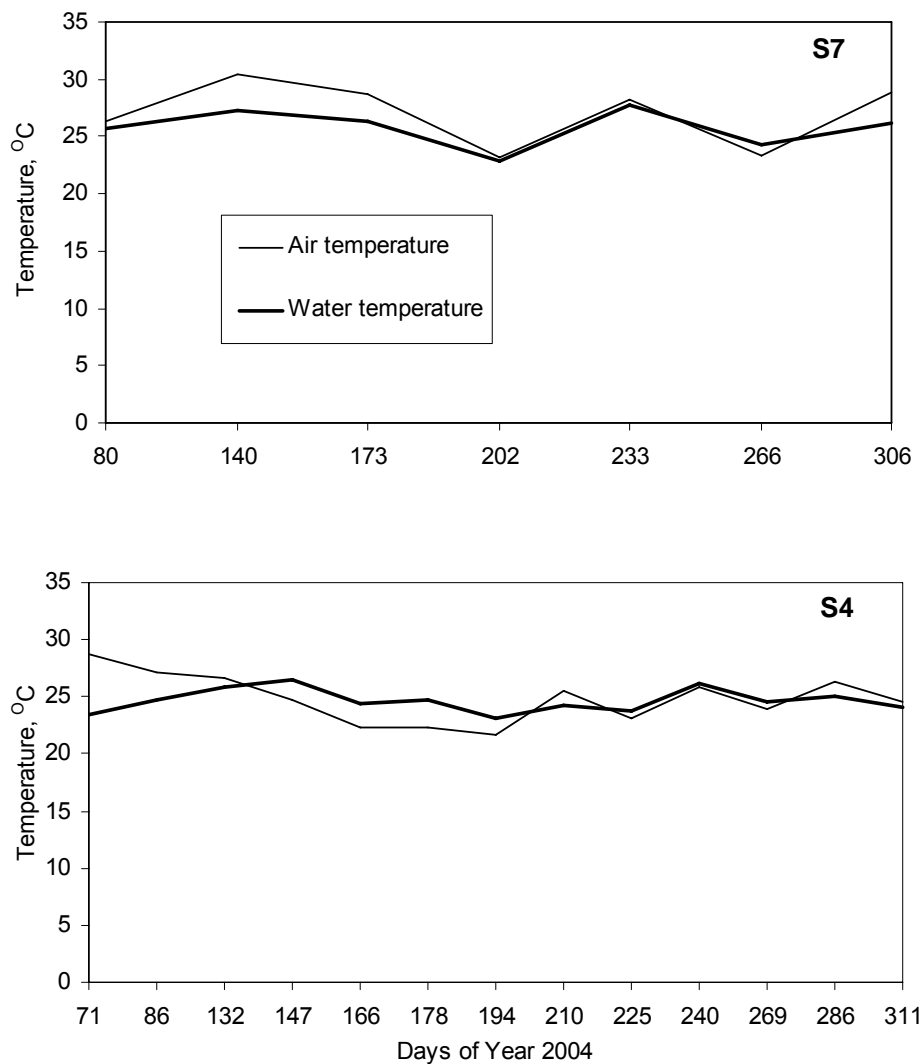 35
S7
30
25
20
15
10
5
0
Temperature, ᴼC
Air temperature
Water temperature
80 140 173 202 233 266 306
35
S4
30
25
20
15
10
5
0
Temperature, ᴼC
71 86 132 147 166 178 194 210 225 240 269 286 311
Days of Year 2004